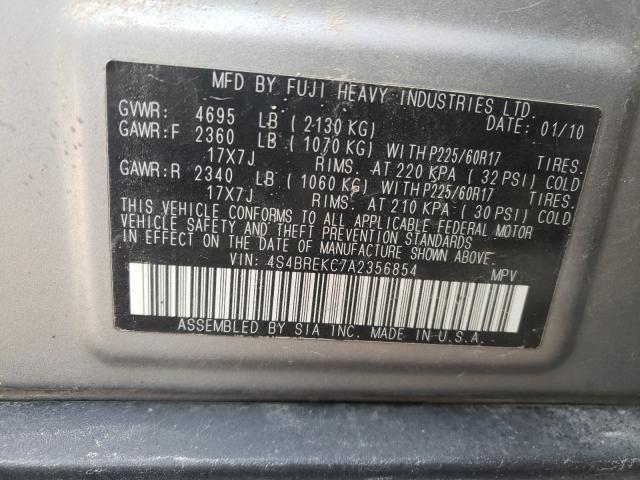 MFD BY FUJI HEAVY INDUSTRIES LTD.
GVWR: 4695 LB (2130 KG) DATE: 01/10
GAWR:F 2360 LB (1070 KG) WITH P225/60R17 TIRES.
17X7J RIMS. AT 220 KPA (32 PSI) COLD
GAWR:R 2340 LB (1060 KG) WITH P225/60R17 TIRES.
17X7J RIMS. AT 210 KPA (30 PSI) COLD
THIS VEHICLE CONFORMS TO ALL APPLICABLE FEDERAL MOTOR
VEHICLE SAFETY AND THEFT PREVENTION STANDARDS
IN EFFECT ON THE DATE OF MANUFACTURE SHOWN ABOVE.
VIN: 4S4BREKC7A2356854 MPV
ASSEMBLED BY SIA INC. MADE IN U.S.A.